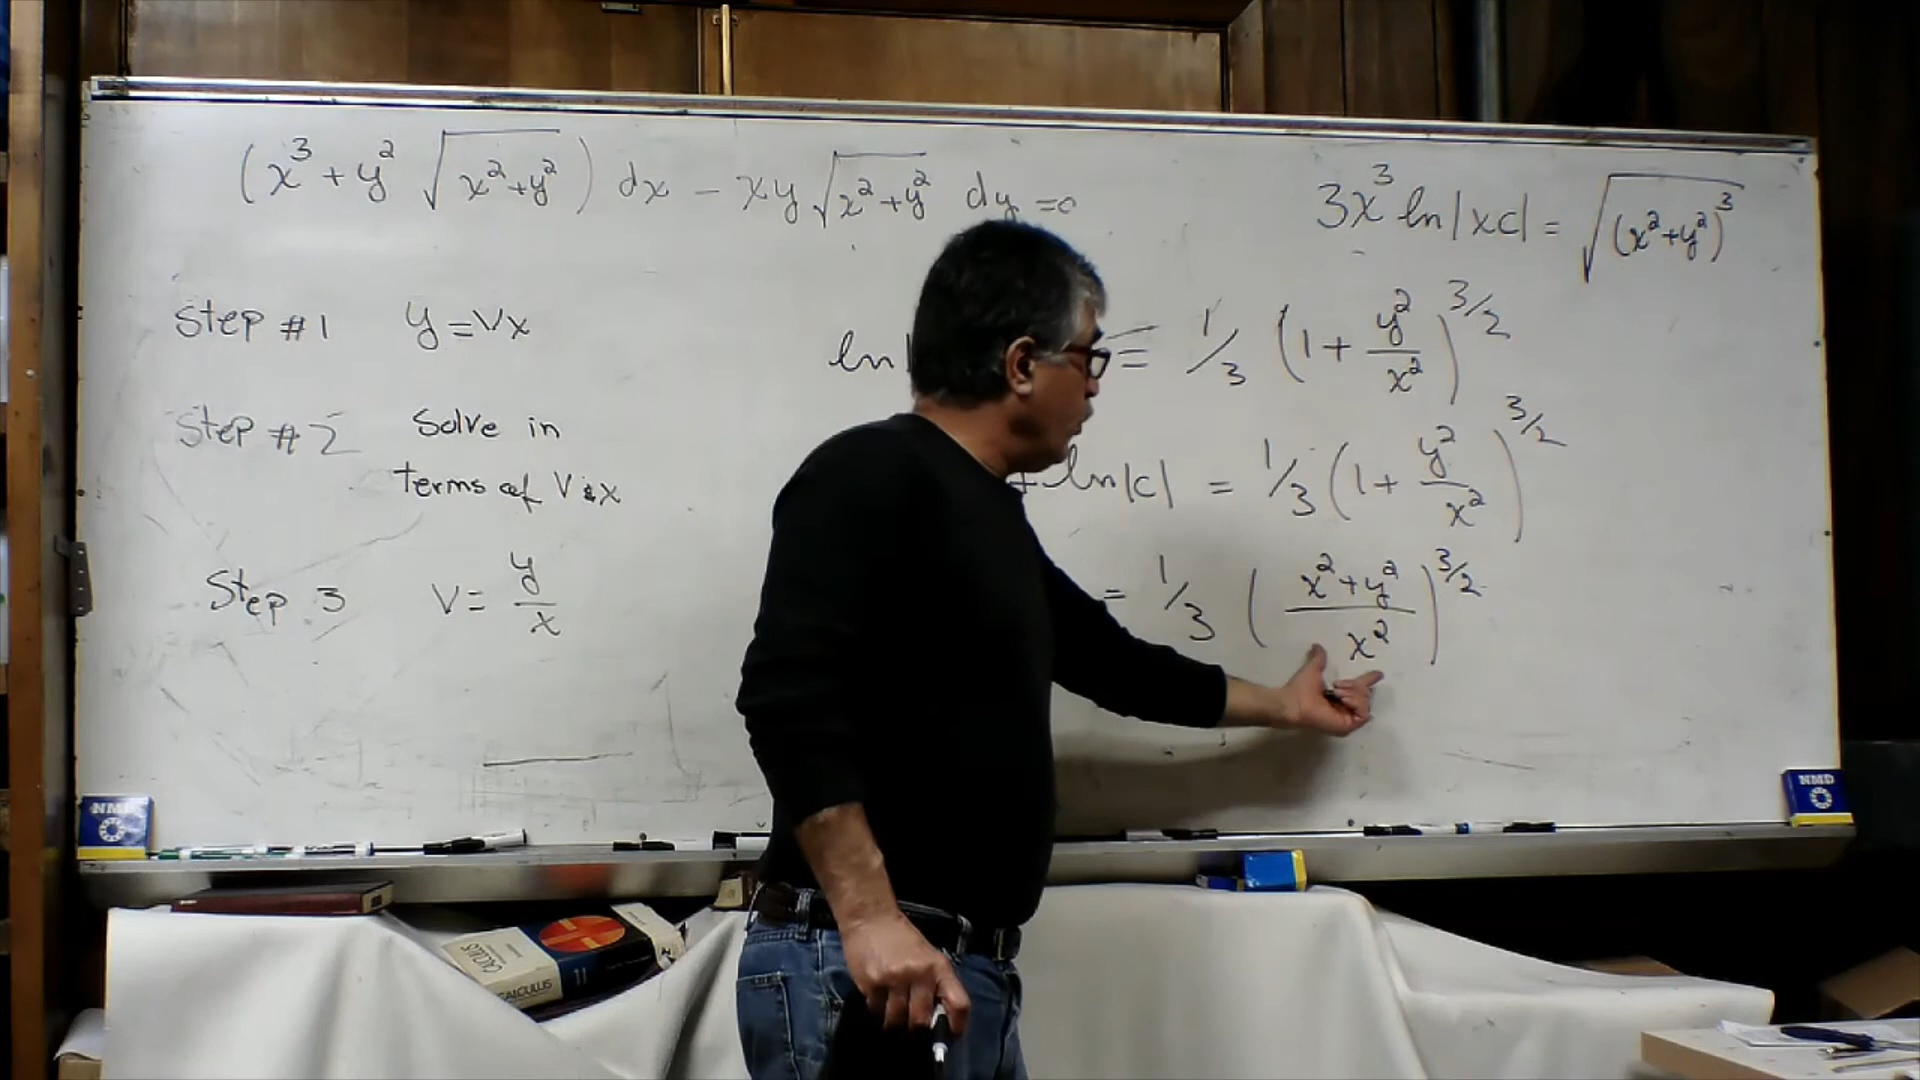 (x³ + y² √(x²+y²)) dx − xy √(x²+y²) dy = 0
3x³ ln|xc| = √((x²+y²)³)
Step #1 y = vx
Step #2 Solve in
terms of V & x
Step 3 v = y/x
ln| = 1/3 (1 + y²/x²)^3/2
+ ln|c| = 1/3 (1 + y²/x²)^3/2
= 1/3 ((x²+y²)/x²)^3/2
NMD
NMD
CALCULUS
CALCULUS
II